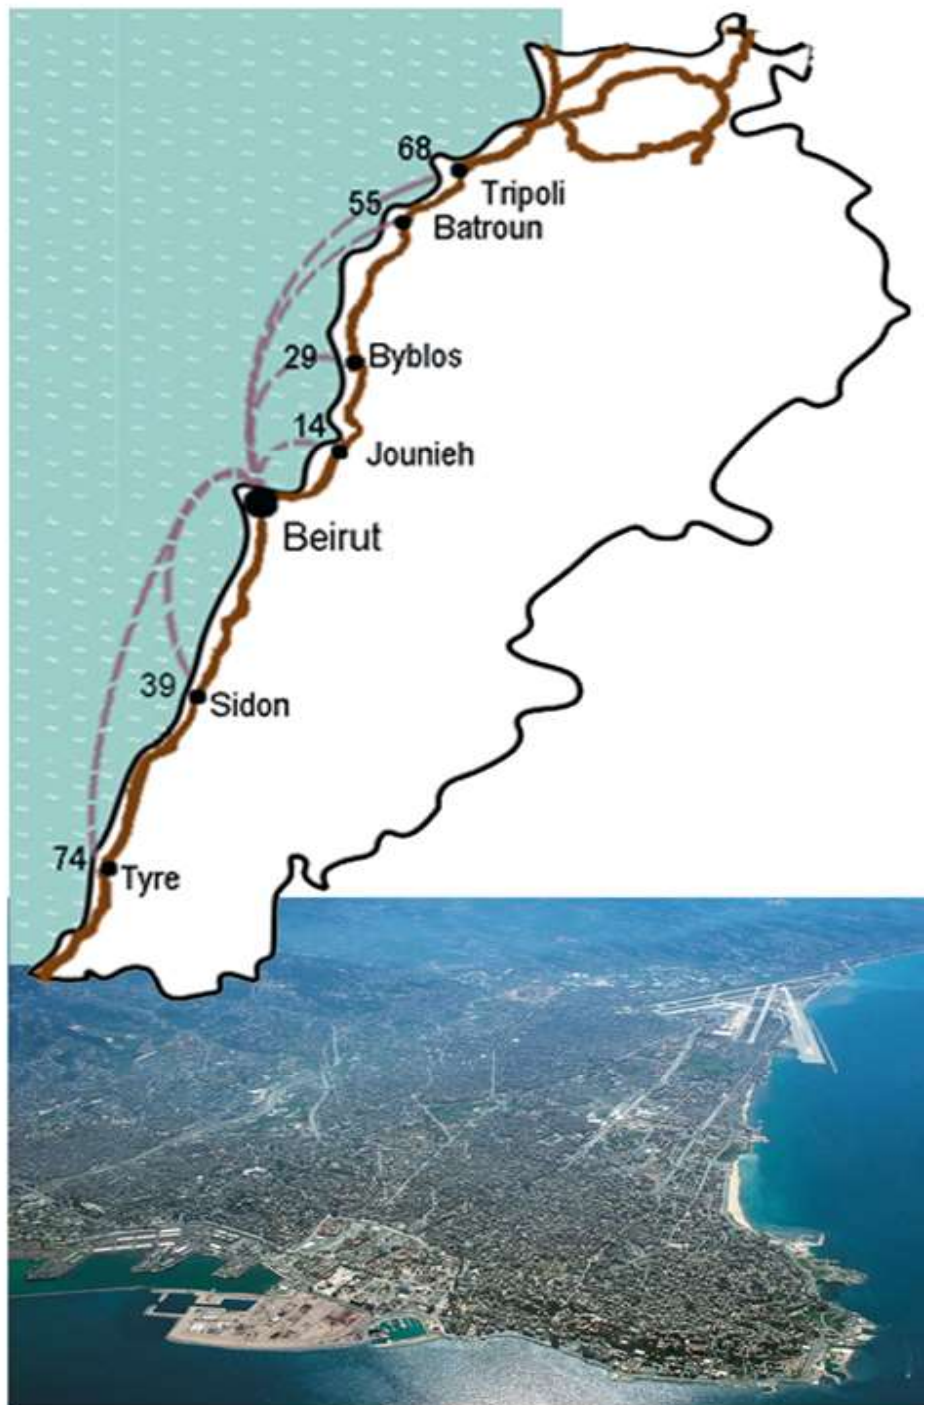 68
Tripoli
55
Batroun
29
Byblos
14
Jounieh
Beirut
39
Sidon
74
Tyre